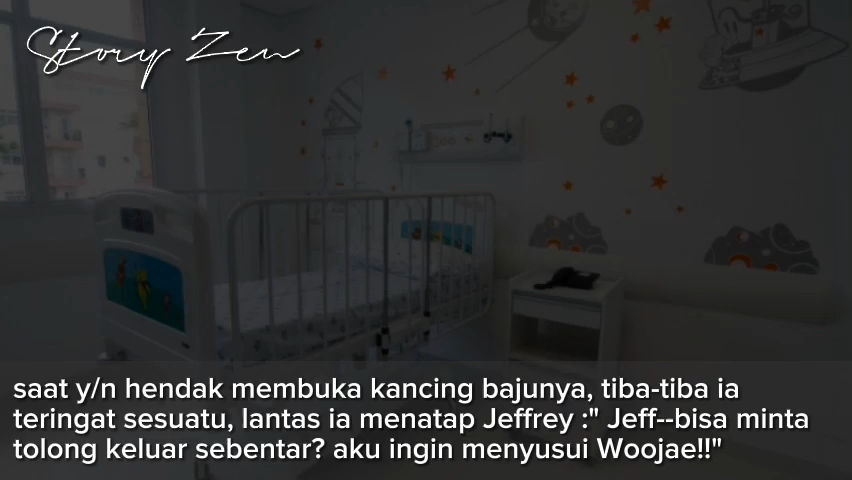 Story Zen
saat y/n hendak membuka kancing bajunya, tiba-tiba ia
teringat sesuatu, lantas ia menatap Jeffrey :" Jeff--bisa minta
tolong keluar sebentar? aku ingin menyusui Woojae!!"